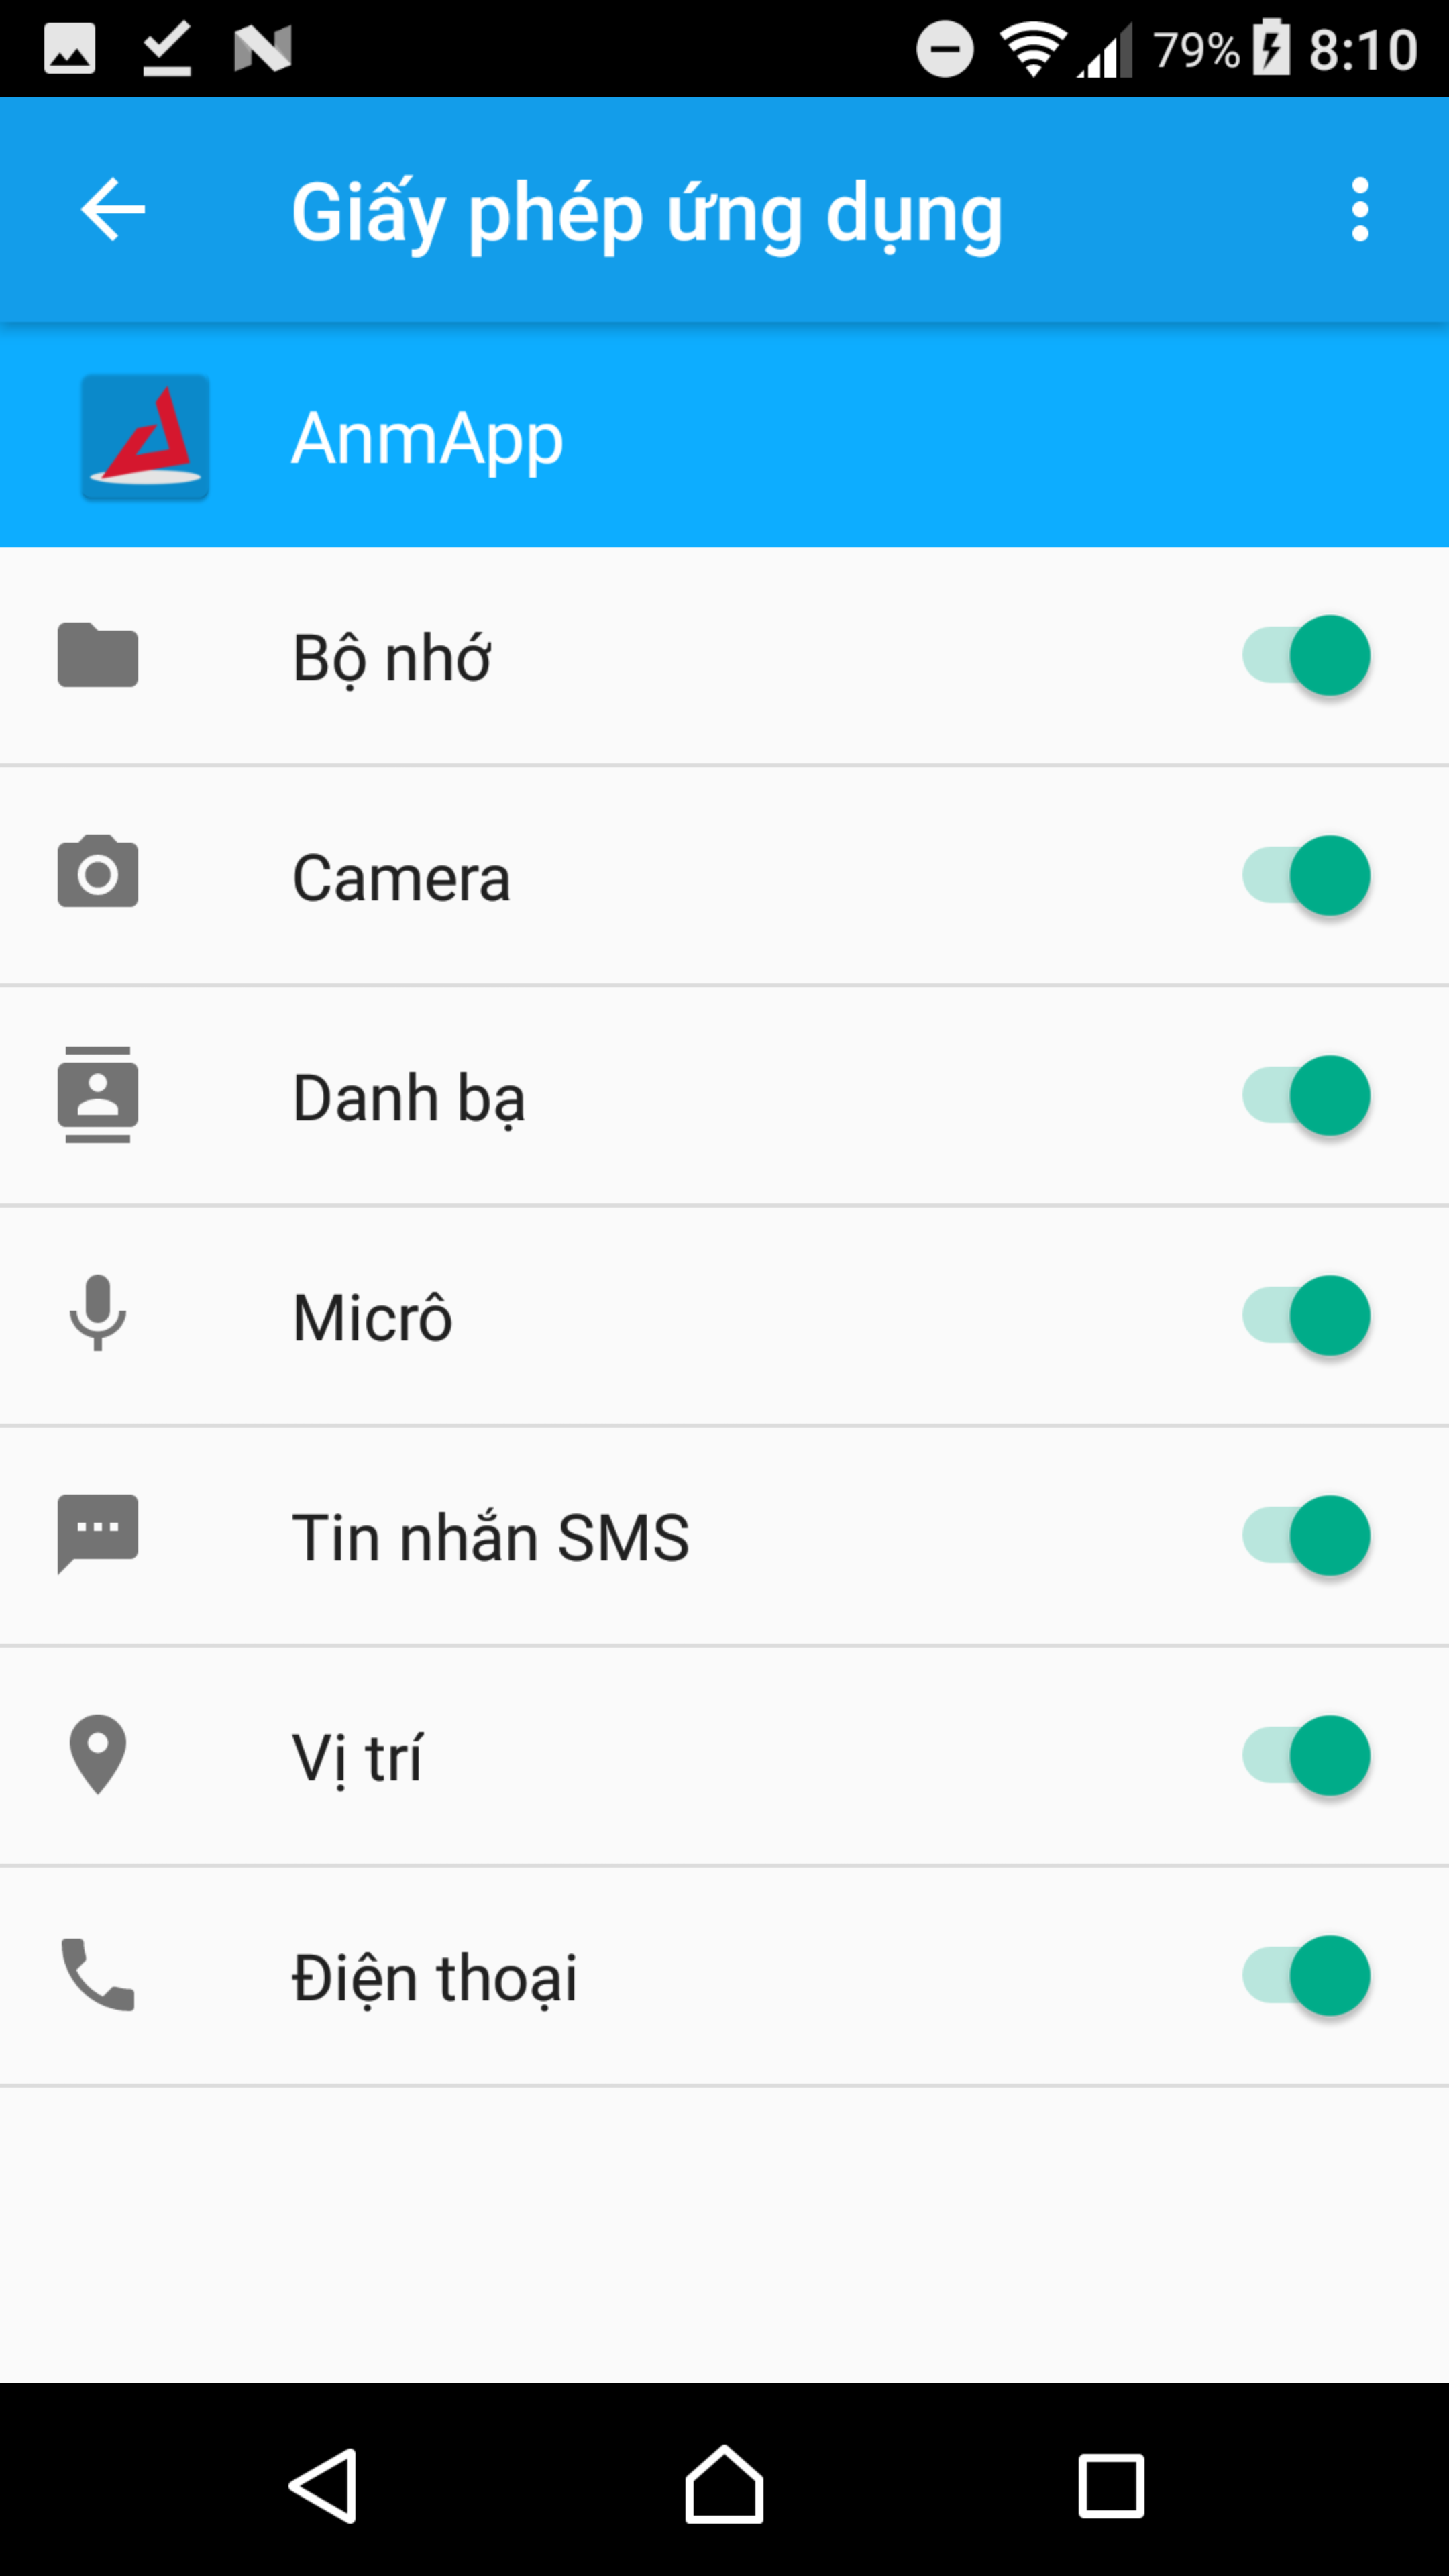 79% 8:10
Giấy phép ứng dụng
AnmApp
Bộ nhớ
Camera
Danh bạ
Micrô
Tin nhắn SMS
Vị trí
Điện thoại